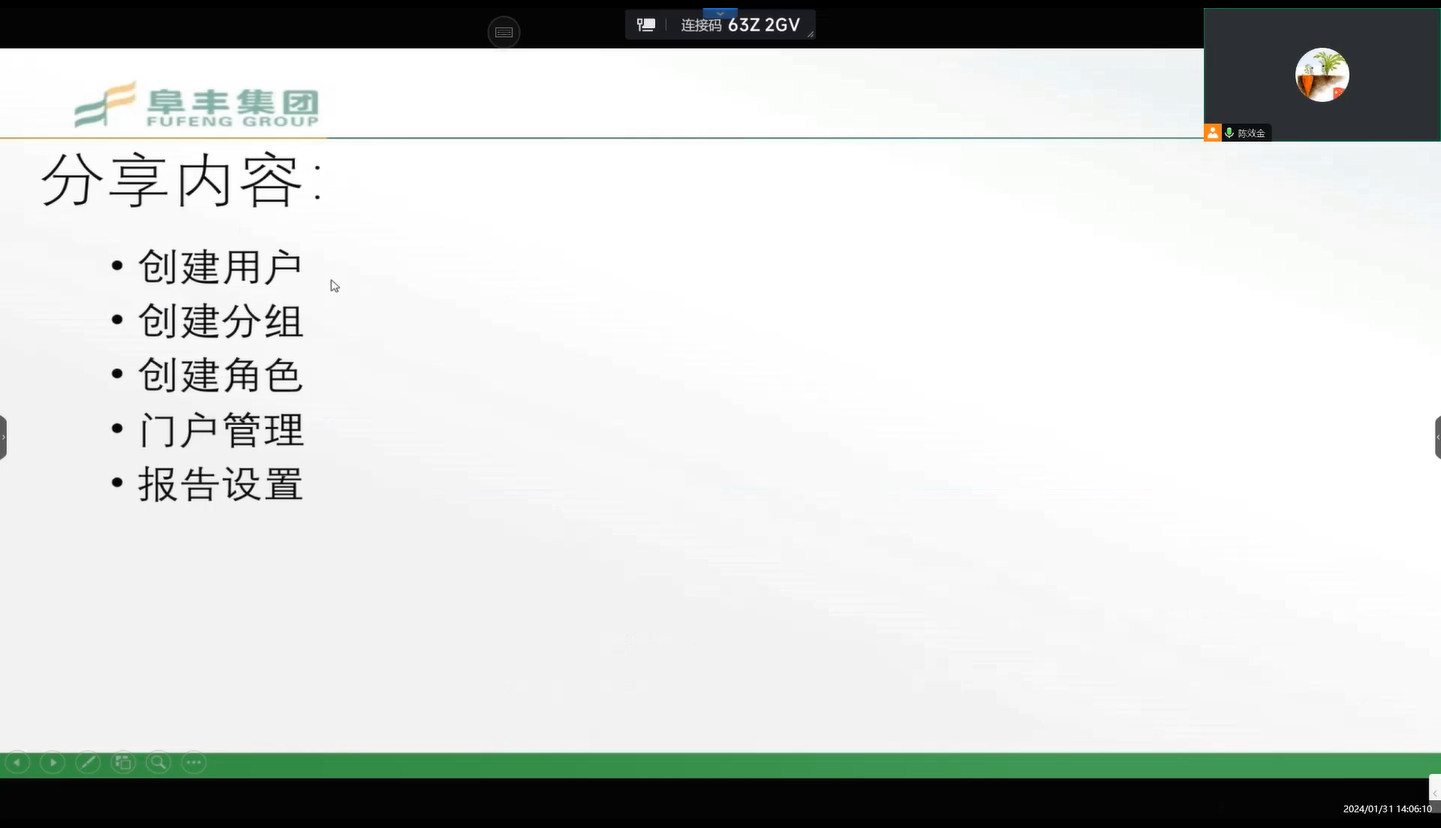 连接码 63Z 2GV
阜丰集团
FUFENG GROUP
陈效金
分享内容：
• 创建用户
• 创建分组
• 创建角色
• 门户管理
• 报告设置
2024/01/31 14:06:10